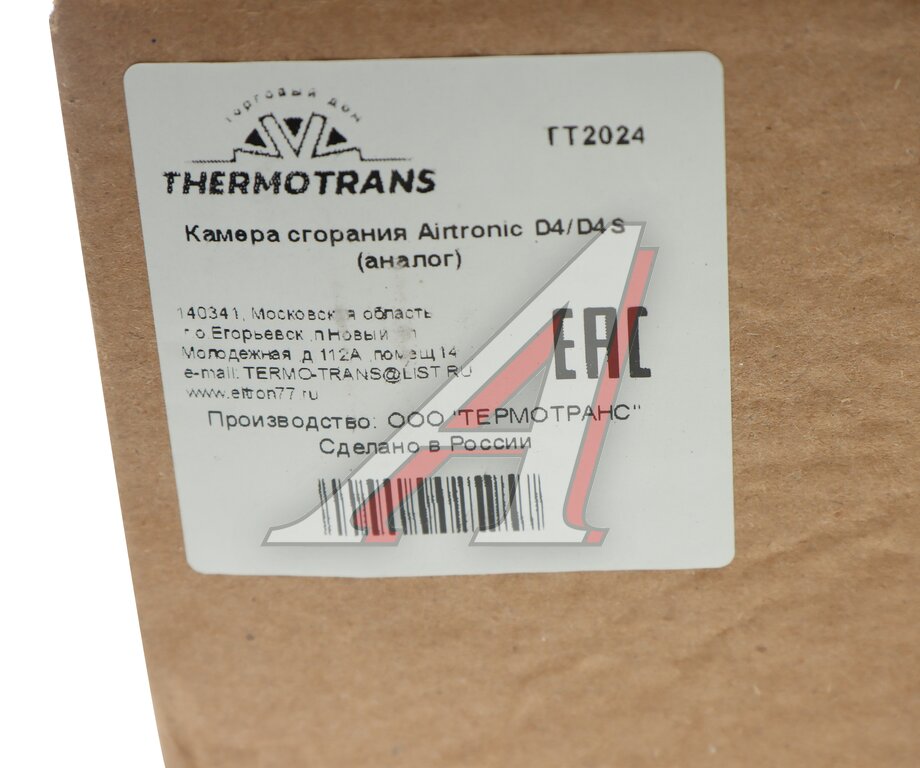 Торговый дом
THERMOTRANS
ТТ2024
Камера сгорания Airtronic D4/D4S
(аналог)
140341, Московская область
г.о.Егорьевск п Новый ул
Молодежная д 112А помещ 14
e-mail: TERMO-TRANS@LIST.RU
www.eltron77.ru
EAC
Производство: ООО "ТЕРМОТРАНС"
Сделано в России